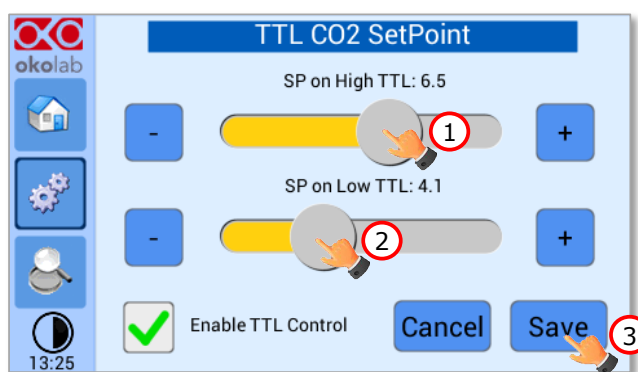 TTL CO2 SetPoint
okolab
SP on High TTL: 6.5
-
1
+
SP on Low TTL: 4.1
-
2
+
Enable TTL Control
Cancel
Save
3
13:25